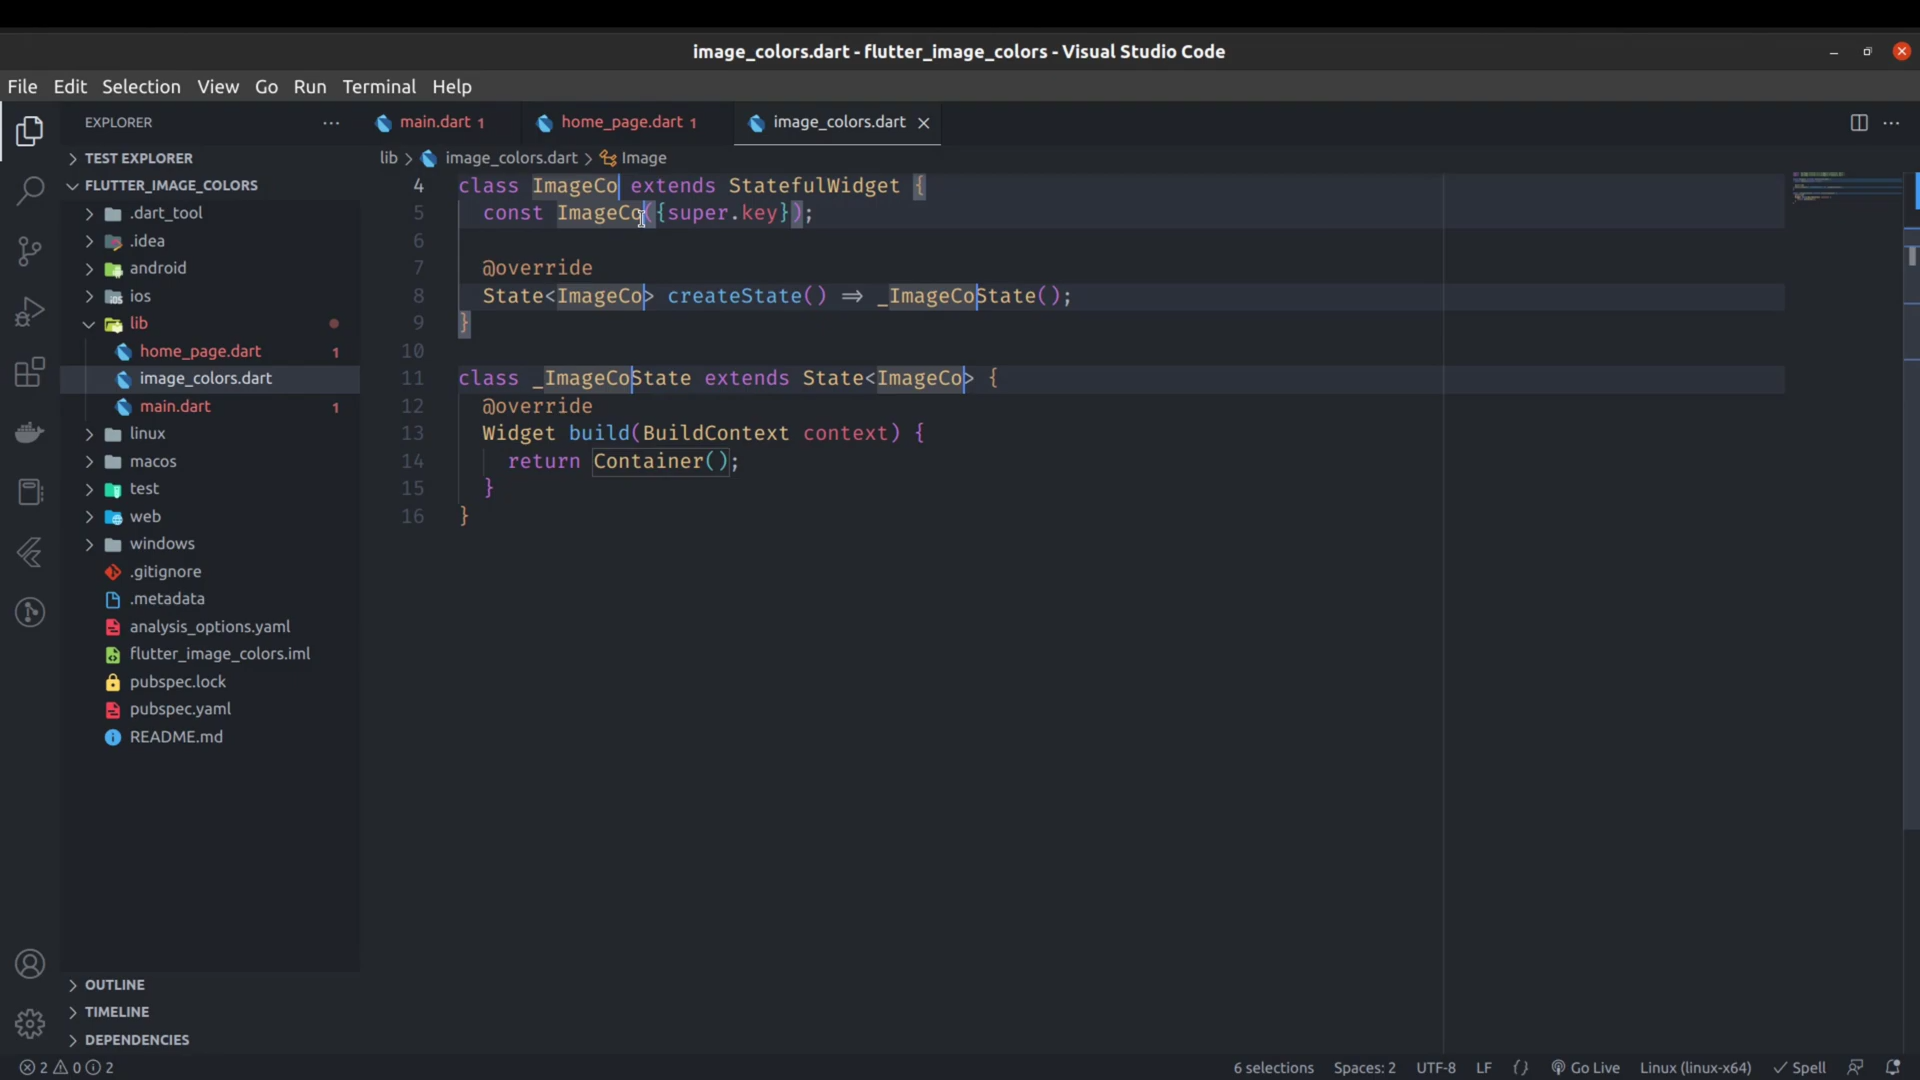 image_colors.dart - flutter_image_colors - Visual Studio Code
File Edit Selection View Go Run Terminal Help
EXPLORER
main.dart 1
home_page.dart 1
image_colors.dart
lib > image_colors.dart > Image
TEST EXPLORER
FLUTTER_IMAGE_COLORS
.dart_tool
.idea
android
ios
lib
home_page.dart 1
image_colors.dart
main.dart 1
linux
macos
test
web
windows
.gitignore
.metadata
analysis_options.yaml
flutter_image_colors.iml
pubspec.lock
pubspec.yaml
README.md
OUTLINE
TIMELINE
DEPENDENCIES
4 class ImageCo extends StatefulWidget {
5 const ImageCo({super.key});
6
7 @override
8 State<ImageCo> createState() => _ImageCoState();
9 }
10
11 class _ImageCoState extends State<ImageCo> {
12 @override
13 Widget build(BuildContext context) {
14 return Container();
15 }
16 }
2 0 2
6 selections Spaces: 2 UTF-8 LF {} Go Live Linux (linux-x64) Spell